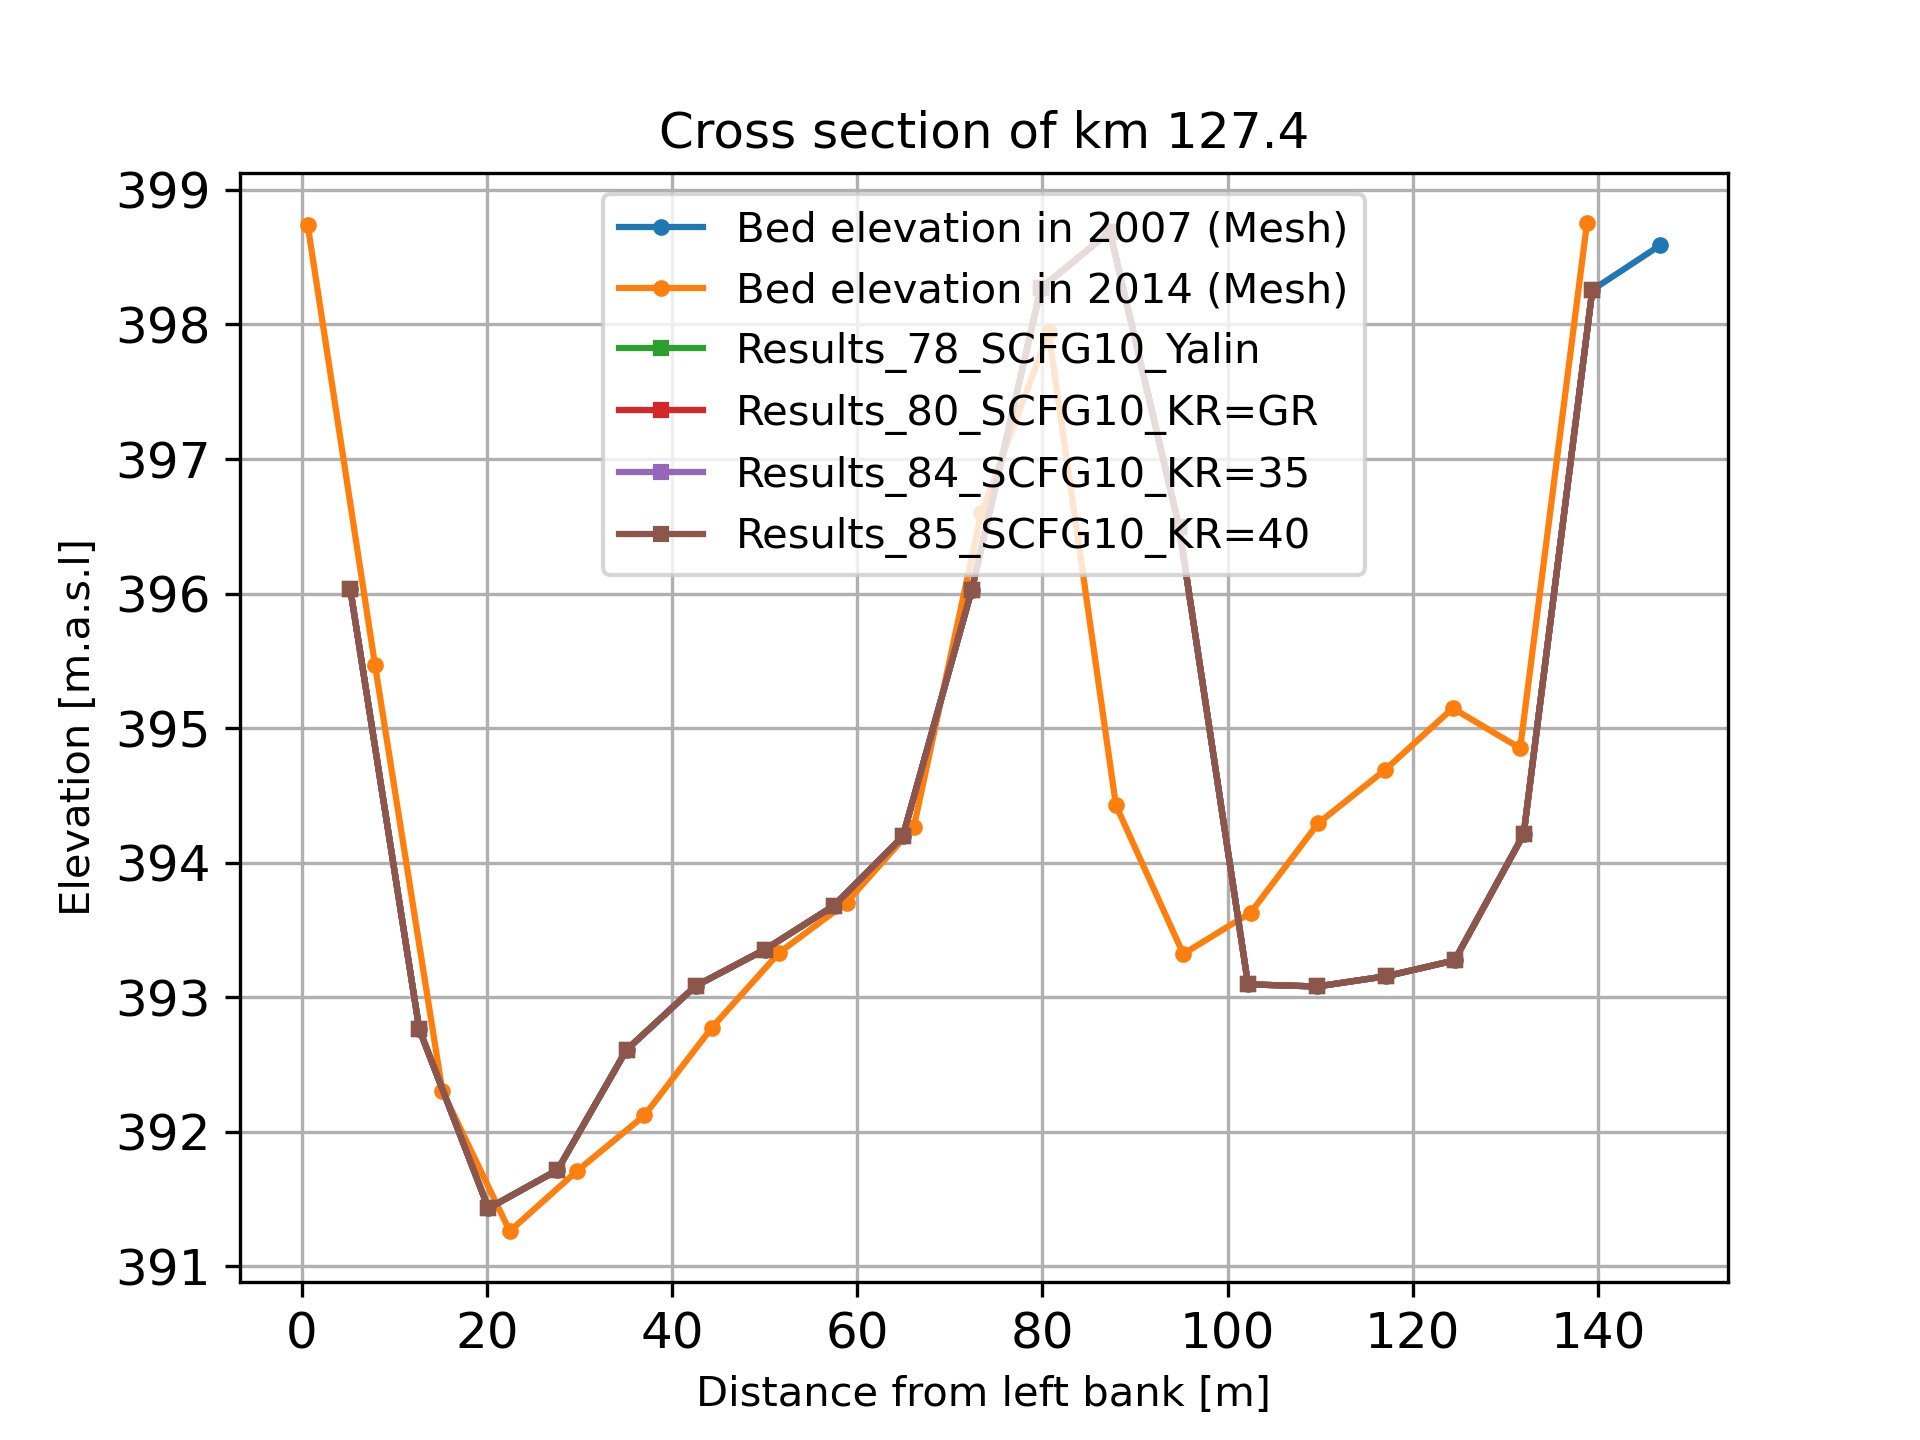 Cross section of km 127.4
399
398
397
396
395
394
393
392
391
Elevation [m.a.s.l]
Bed elevation in 2007 (Mesh)
Bed elevation in 2014 (Mesh)
Results_78_SCFG10_Yalin
Results_80_SCFG10_KR=GR
Results_84_SCFG10_KR=35
Results_85_SCFG10_KR=40
0 20 40 60 80 100 120 140
Distance from left bank [m]